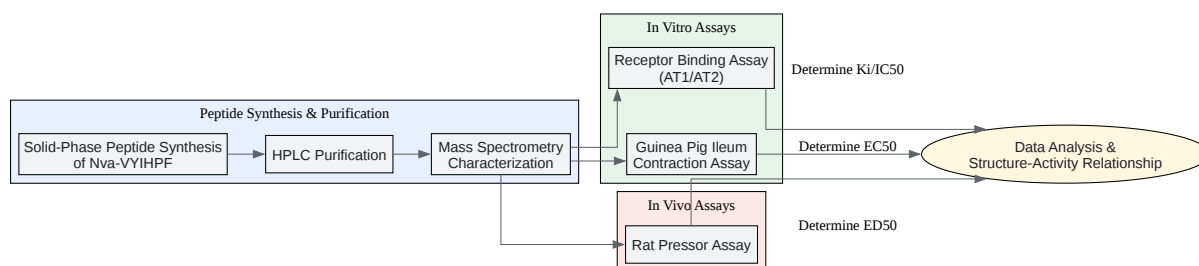 Peptide Synthesis & Purification
Solid-Phase Peptide Synthesis
of Nva-VYIHPF
HPLC Purification
Mass Spectrometry
Characterization
In Vitro Assays
Receptor Binding Assay
(AT1/AT2)
Guinea Pig Ileum
Contraction Assay
In Vivo Assays
Rat Pressor Assay
Determine Ki/IC50
Determine EC50
Determine ED50
Data Analysis &
Structure-Activity Relationship